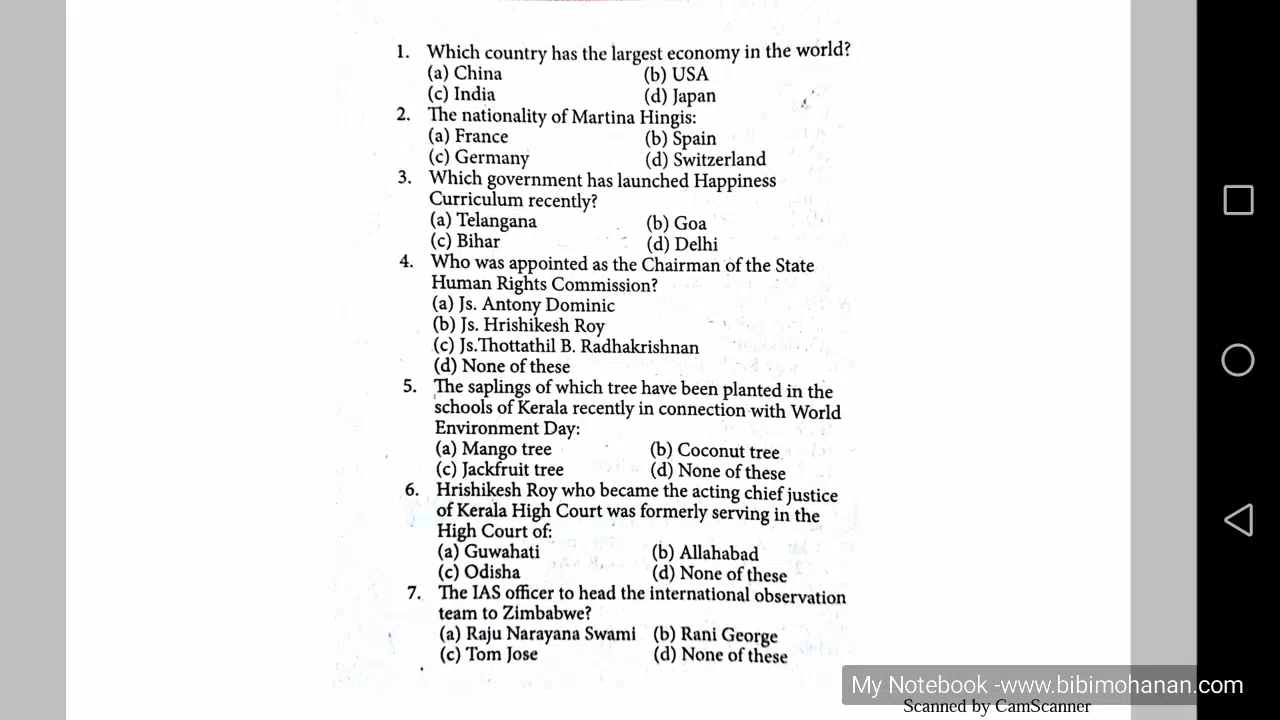 1. Which country has the largest economy in the world?
(a) China (b) USA
(c) India (d) Japan
2. The nationality of Martina Hingis:
(a) France (b) Spain
(c) Germany (d) Switzerland
3. Which government has launched Happiness
Curriculum recently?
(a) Telangana (b) Goa
(c) Bihar (d) Delhi
4. Who was appointed as the Chairman of the State
Human Rights Commission?
(a) Js. Antony Dominic
(b) Js. Hrishikesh Roy
(c) Js.Thottathil B. Radhakrishnan
(d) None of these
5. The saplings of which tree have been planted in the
schools of Kerala recently in connection with World
Environment Day:
(a) Mango tree (b) Coconut tree
(c) Jackfruit tree (d) None of these
6. Hrishikesh Roy who became the acting chief justice
of Kerala High Court was formerly serving in the
High Court of:
(a) Guwahati (b) Allahabad
(c) Odisha (d) None of these
7. The IAS officer to head the international observation
team to Zimbabwe?
(a) Raju Narayana Swami (b) Rani George
(c) Tom Jose (d) None of these
My Notebook -www.bibimohanan.com
Scanned by CamScanner